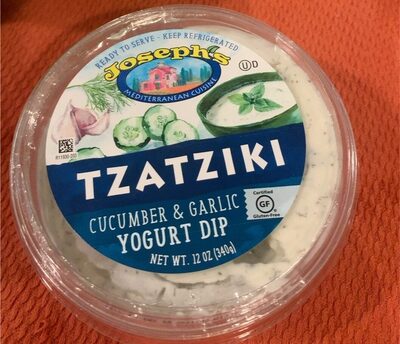 READY TO SERVE - KEEP REFRIGERATED
Joseph's
MEDITERRANEAN CUISINE
U D
TZATZIKI
CUCUMBER & GARLIC
YOGURT DIP
NET WT. 12 OZ (340g)
Certified
GF
Gluten-Free